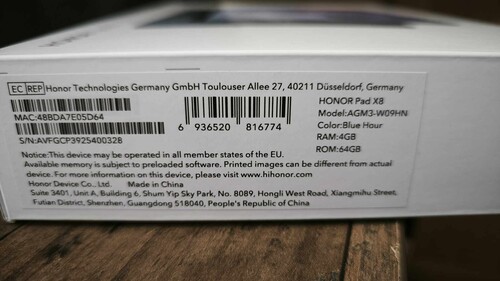 EC REP Honor Technologies Germany GmbH Toulouser Allee 27, 40211 Düsseldorf, Germany
MAC:48BDA7E05D64
S/N:AVFGCP3925400328
6 936520 816774
HONOR Pad X8
Model:AGM3-W09HN
Color:Blue Hour
RAM:4GB
ROM:64GB
Notice:This device may be operated in all member states of the EU.
Available memory is subject to preloaded software. Printed images can be different from actual
device. For more information on this device, please visit www.hihonor.com
Honor Device Co., Ltd. Made in China
Suite 3401, Unit A, Building 6, Shum Yip Sky Park, No. 8089, Hongli West Road, Xiangmihu Street,
Futian District, Shenzhen, Guangdong 518040, People's Republic of China